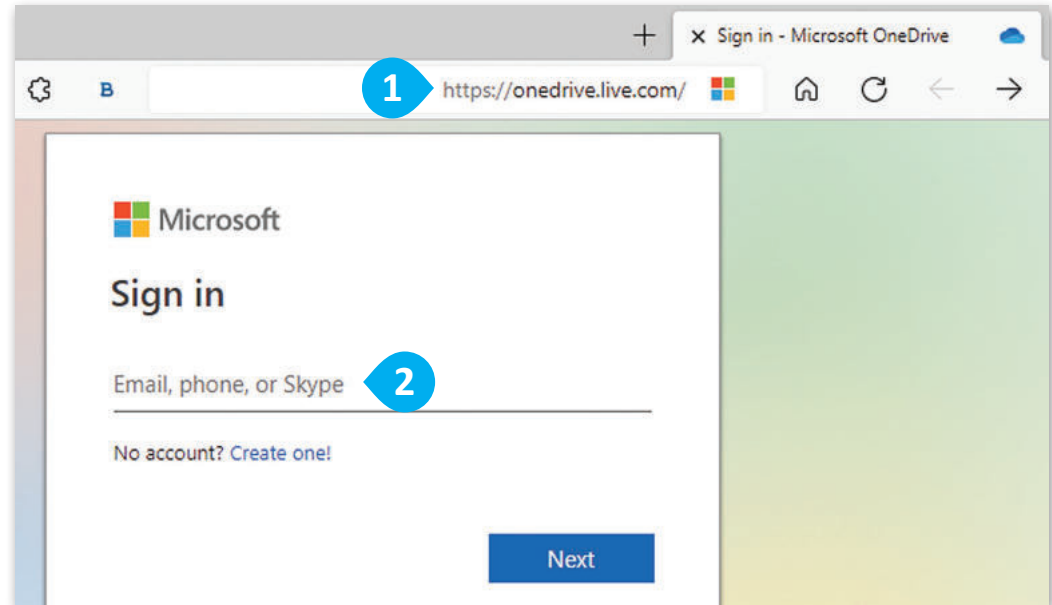 Sign in - Microsoft OneDrive
B
1
https://onedrive.live.com/
Microsoft
Sign in
Email, phone, or Skype
2
No account? Create one!
Next